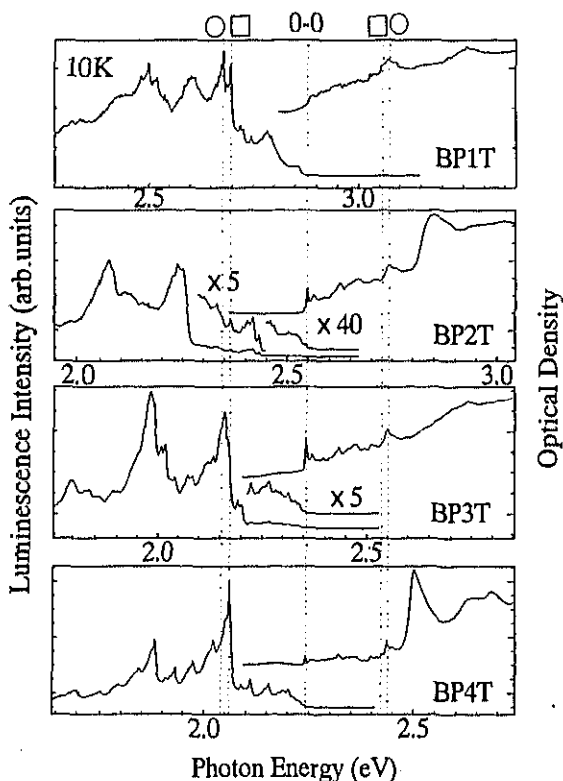 0-0
10K
BP1T
2.5 3.0
x 5
x 40
BP2T
2.0 2.5 3.0
x 5
BP3T
2.0 2.5
BP4T
2.0 2.5
Photon Energy (eV)
Luminescence Intensity (arb.units)
Optical Density